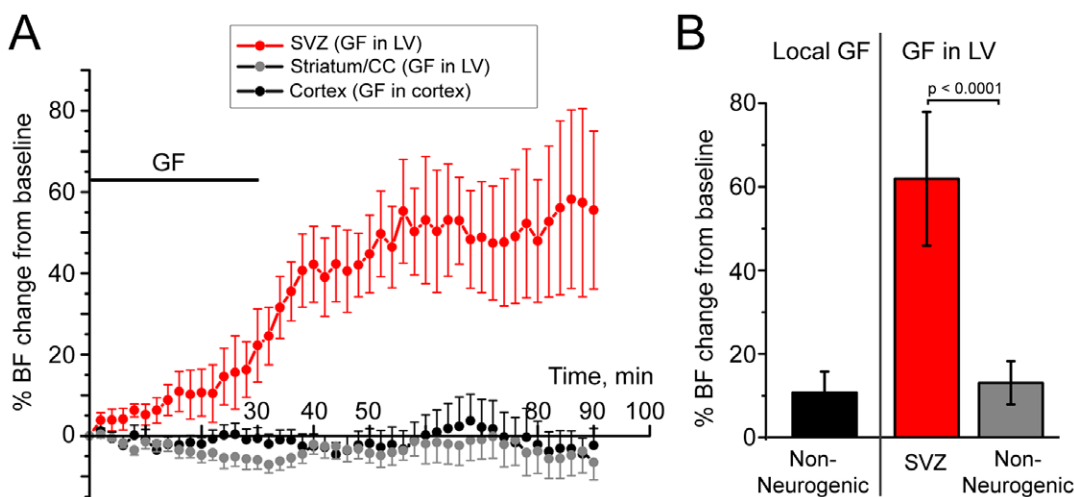 A
SVZ (GF in LV)
Striatum/CC (GF in LV)
Cortex (GF in cortex)
% BF change from baseline
80
60
40
20
0
GF
Time, min
30 40 50 80 90 100
B
Local GF GF in LV
p < 0.0001
% BF change from baseline
80
60
40
20
0
Non-
Neurogenic
SVZ
Non-
Neurogenic